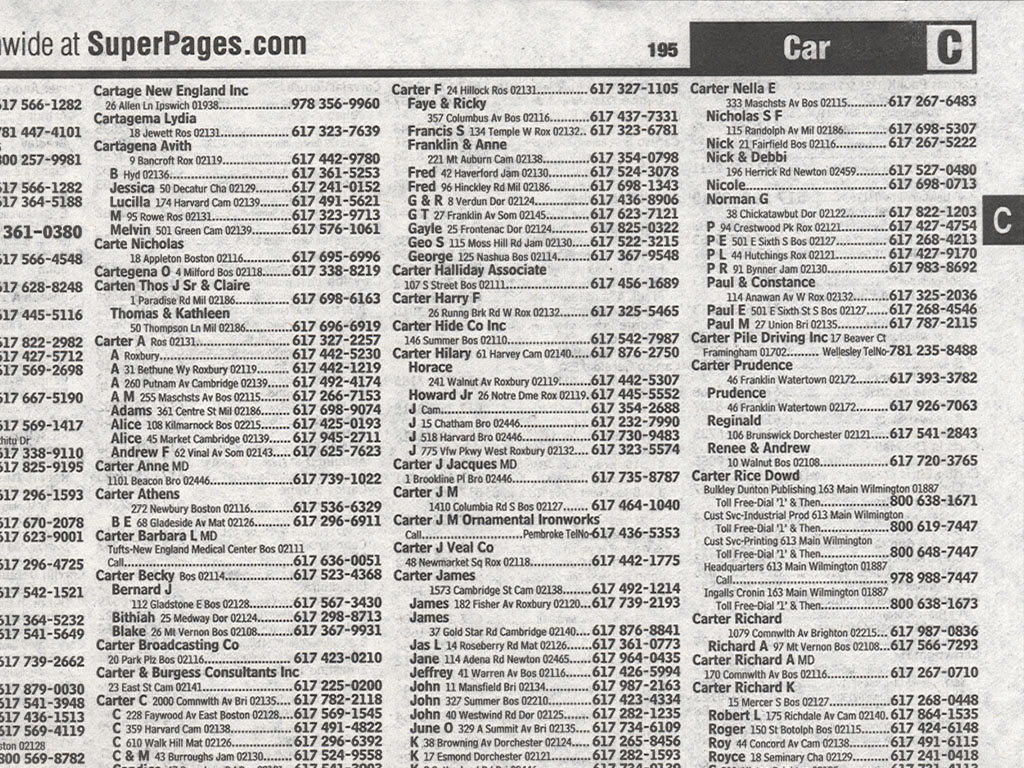 wide at SuperPages.com
195
Car
C
C
617 566-1282
781 447-4101
800 257-9981
617 566-1282
617 364-5188
361-0380
617 566-4548
617 628-8248
617 445-5116
617 822-2982
617 427-5712
617 569-2698
617 667-5190
617 569-1417
617 338-9110
617 825-9195
617 296-1593
617 670-2078
617 623-9001
617 296-4725
617 542-1521
617 364-5232
617 541-5649
617 739-2662
617 879-0030
617 541-3948
617 436-1513
617 569-4119
ston 02128
800 569-8782
Cartage New England Inc
26 Allen Ln Ipswich 01938 978 356-9960
Cartagema Lydia
18 Jewett Ros 02131 617 323-7639
Cartagena Avith
9 Bancroft Rox 02119 617 442-9780
B Hyd 02136 617 361-5253
Jessica 50 Decatur Cha 02129 617 241-0152
Lucilla 174 Harvard Cam 02139 617 491-5621
M 95 Rowe Ros 02131 617 323-9713
Melvin 501 Green Cam 02139 617 576-1061
Carte Nicholas
18 Appleton Boston 02116 617 695-6996
Cartegena O 4 Milford Bos 02118 617 338-8219
Carten Thos J Sr & Claire
1 Paradise Rd Mil 02186 617 698-6163
Thomas & Kathleen
50 Thompson Ln Mil 02186 617 696-6919
Carter A Ros 02131 617 327-2257
A Roxbury 617 442-5230
A 31 Bethune Wy Roxbury 02119 617 442-1219
A 260 Putnam Av Cambridge 02139 617 492-4174
A M 255 Maschsts Av Bos 02115 617 266-7153
Adams 361 Centre St Mil 02186 617 698-9074
Alice 108 Kilmarnock Bos 02215 617 425-0193
Alice 45 Market Cambridge 02139 617 945-2711
Andrew F 62 Vinal Av Som 02143 617 625-7623
Carter Anne MD
1101 Beacon Bro 02446 617 739-1022
Carter Athens
272 Newbury Boston 02116 617 536-6329
B E 68 Gladeside Av Mat 02126 617 296-6911
Carter Barbara L MD
Tufts-New England Medical Center Bos 02111
Call 617 636-0051
Carter Becky Bos 02114 617 523-4368
Bernard J
112 Gladstone E Bos 02128 617 567-3430
Bithiah 25 Medway Dor 02124 617 298-8713
Blake 26 Mt Vernon Bos 02108 617 367-9931
Carter Broadcasting Co
20 Park Plz Bos 02116 617 423-0210
Carter & Burgess Consultants Inc
23 East St Cam 02141 617 225-0200
Carter C 2000 Comnwlth Av Bri 02135 617 782-2118
C 228 Faywood Av East Boston 02128 617 569-1545
C 359 Harvard Cam 02138 617 491-4822
C 610 Walk Hill Mat 02126 617 296-6392
C & M 43 Burroughs Jam 02130 617 524-9558
Carter F 24 Hillock Ros 02131 617 327-1105
Faye & Ricky
357 Columbus Av Bos 02116 617 437-7331
Francis S 134 Temple W Rox 02132 617 323-6781
Franklin & Anne
221 Mt Auburn Cam 02138 617 354-0798
Fred 42 Haverford Jam 02130 617 524-3078
Fred 96 Hinckley Rd Mil 02186 617 698-1343
G & R 8 Verdun Dor 02124 617 436-8906
G T 27 Franklin Av Som 02145 617 623-7121
Gayle 25 Frontenac Dor 02124 617 825-0322
Geo S 115 Moss Hill Rd Jam 02130 617 522-3215
George 125 Nashua Bos 02114 617 367-9548
Carter Halliday Associate
107 S Street Bos 02111 617 456-1689
Carter Harry F
26 Runng Brk Rd W Rox 02132 617 325-5465
Carter Hide Co Inc
146 Summer Bos 02110 617 542-7987
Carter Hilary 61 Harvey Cam 02140 617 876-2750
Horace
241 Walnut Av Roxbury 02119 617 442-5307
Howard Jr 26 Notre Dme Rox 02119 617 445-5552
J Cam 617 354-2688
J 15 Chatham Bro 02446 617 232-7990
J 518 Harvard Bro 02446 617 730-9483
J 775 Vfw Pkwy West Roxbury 02132 617 323-5574
Carter J Jacques MD
1 Brookline Pl Bro 02446 617 735-8787
Carter J M
1410 Columbia Rd S Bos 02127 617 464-1040
Carter J M Ornamental Ironworks
Call Pembroke TelNo 617 436-5353
Carter J Veal Co
48 Newmarket Sq Rox 02118 617 442-1775
Carter James
1573 Cambridge St Cam 02138 617 492-1214
James 182 Fisher Av Roxbury 02120 617 739-2193
James
37 Gold Star Rd Cambridge 02140 617 876-8841
Jas L 14 Roseberry Rd Mat 02126 617 361-0773
Jane 114 Adena Rd Newton 02465 617 964-0435
Jeffrey 41 Warren Av Bos 02116 617 426-5994
John 11 Mansfield Bri 02134 617 987-2163
John 327 Summer Bos 02210 617 423-4334
John 40 Westwind Rd Dor 02125 617 282-1235
June O 329 A Summit Av Bri 02135 617 734-6109
K 38 Browning Av Dorchester 02124 617 265-8456
K 17 Esmond Dorchester 02121 617 282-1593
Carter Nella E
333 Maschsts Av Bos 02115 617 267-6483
Nicholas S F
115 Randolph Av Mil 02186 617 698-5307
Nick 21 Fairfield Bos 02116 617 267-5222
Nick & Debbi
196 Herrick Rd Newton 02459 617 527-0480
Nicole 617 698-0713
Norman G
38 Chickatawbut Dor 02122 617 822-1203
P 94 Crestwood Pk Rox 02121 617 427-4754
P E 501 E Sixth S Bos 02127 617 268-4213
P L 44 Hutchings Rox 02121 617 427-9170
P R 91 Bynner Jam 02130 617 983-8692
Paul & Constance
114 Anawan Av W Rox 02132 617 325-2036
Paul E 501 E Sixth St S Bos 02127 617 268-4546
Paul M 27 Union Bri 02135 617 787-2115
Carter Pile Driving Inc 17 Beaver Ct
Framingham 01702 Wellesley TelNo 781 235-8488
Carter Prudence
46 Franklin Watertown 02172 617 393-3782
Prudence
46 Franklin Watertown 02172 617 926-7063
Reginald
106 Brunswick Dorchester 02121 617 541-2843
Renee & Andrew
10 Walnut Bos 02108 617 720-3765
Carter Rice Dowd
Bulkley Dunton Publishing 163 Main Wilmington 01887
Toll Free-Dial '1' & Then 800 638-1671
Cust Svc-Industrial Prod 613 Main Wilmington
Toll Free-Dial '1' & Then 800 619-7447
Cust Svc-Printing 613 Main Wilmington
Toll Free-Dial '1' & Then 800 648-7447
Headquarters 613 Main Wilmington 01887
Call 978 988-7447
Ingalls Cronin 163 Main Wilmington 01887
Toll Free-Dial '1' & Then 800 638-1673
Carter Richard
1079 Comnwlth Av Brighton 02215 617 987-0836
Richard A 97 Mt Vernon Bos 02108 617 566-7293
Carter Richard A MD
170 Comnwlth Av Bos 02116 617 267-0710
Carter Richard K
15 Mercer S Bos 02127 617 268-0448
Robert L 175 Richdale Av Cam 02140 617 864-1535
Roger 150 St Botolph Bos 02115 617 424-6148
Roy 44 Concord Av Cam 02138 617 491-6115
Royce 18 Seminary Cha 02129 617 241-0418